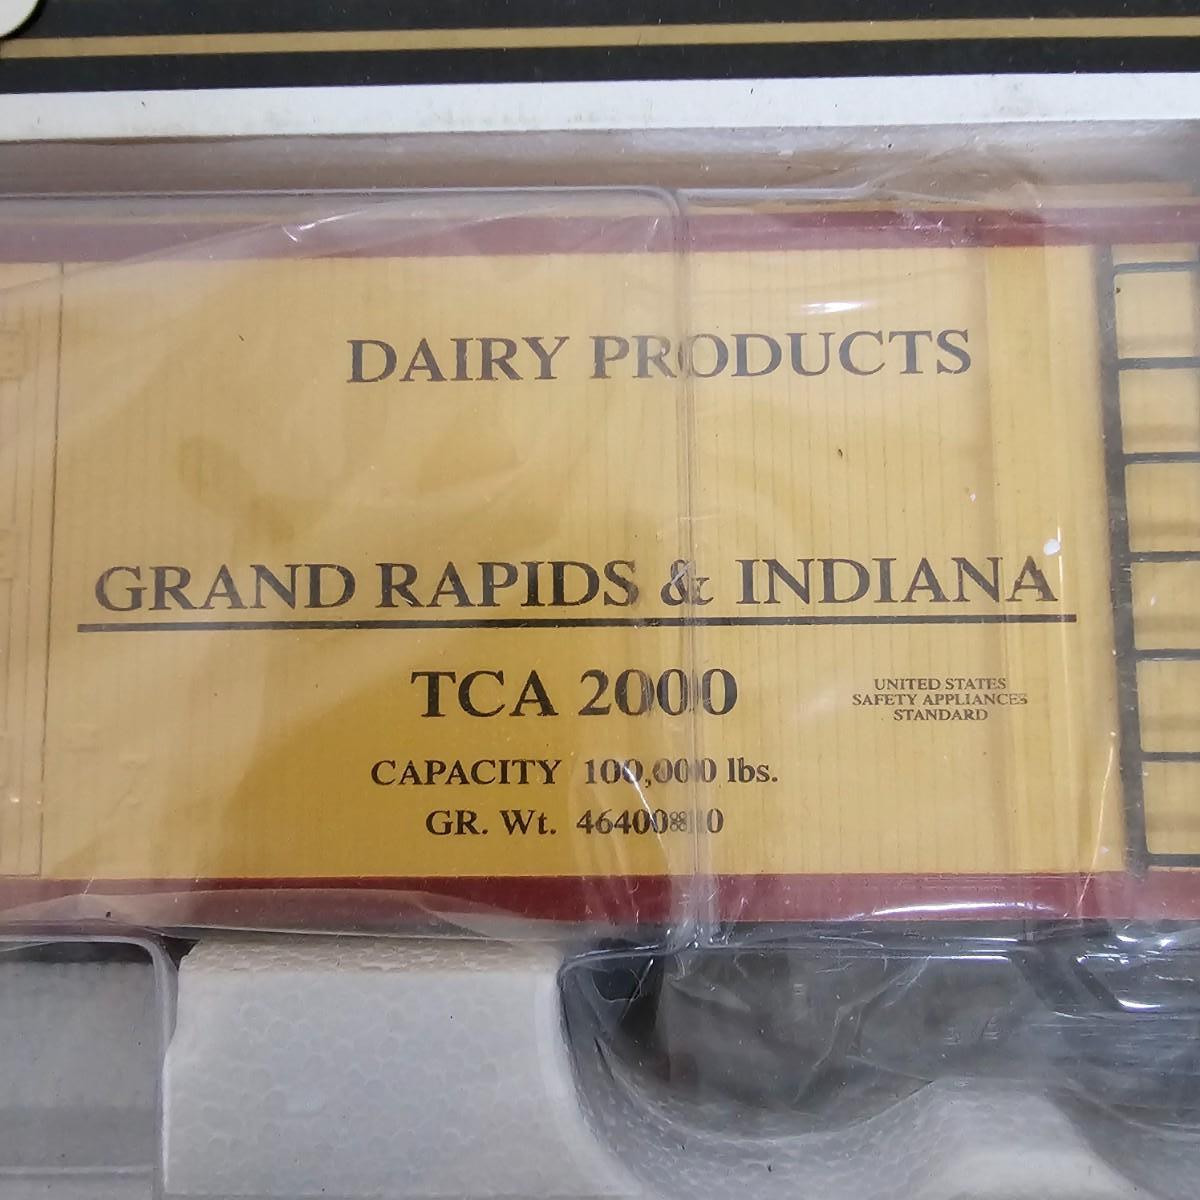 DAIRY PRODUCTS
GRAND RAPIDS & INDIANA
TCA 2000
UNITED STATES
SAFETY APPLIANCES
STANDARD
CAPACITY 100,000 lbs.
GR. Wt.